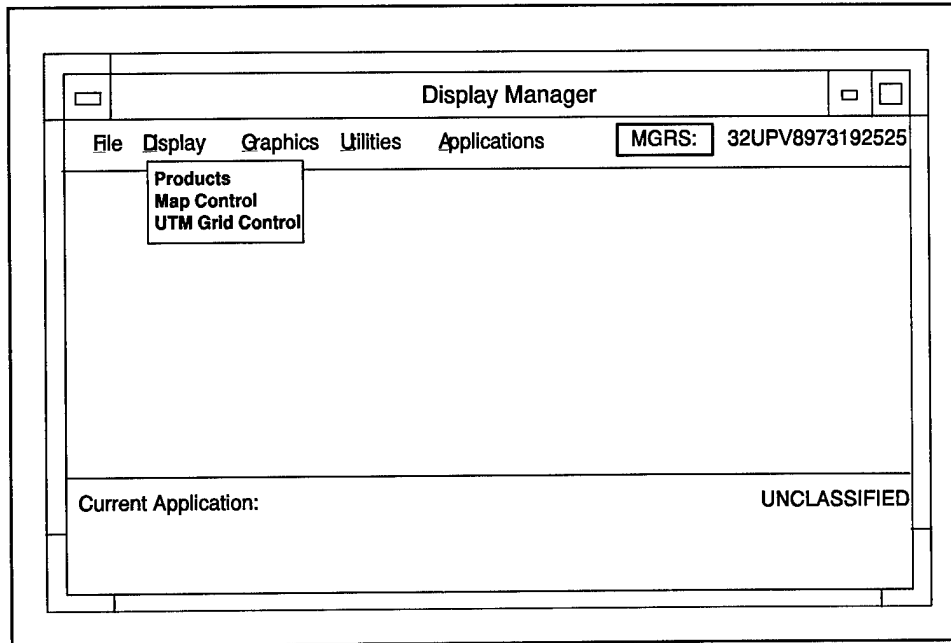 Display Manager
File Display Graphics Utilities Applications MGRS: 32UPV8973192525
Products
Map Control
UTM Grid Control
Current Application: UNCLASSIFIED